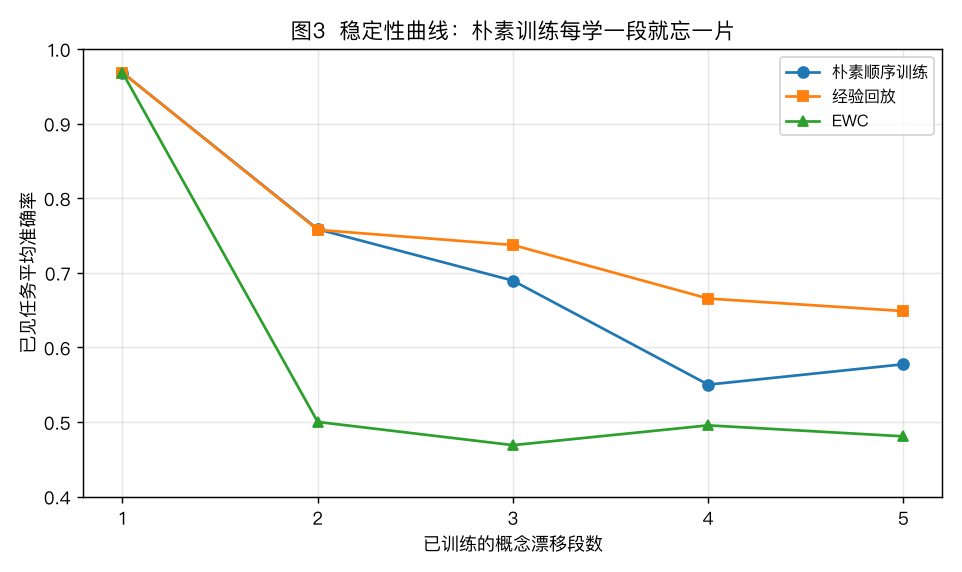 图3 稳定性曲线：朴素训练每学一段就忘一片
已见任务平均准确率
1.0
0.9
0.8
0.7
0.6
0.5
0.4
朴素顺序训练
经验回放
EWC
1 2 3 4 5
已训练的概念漂移段数